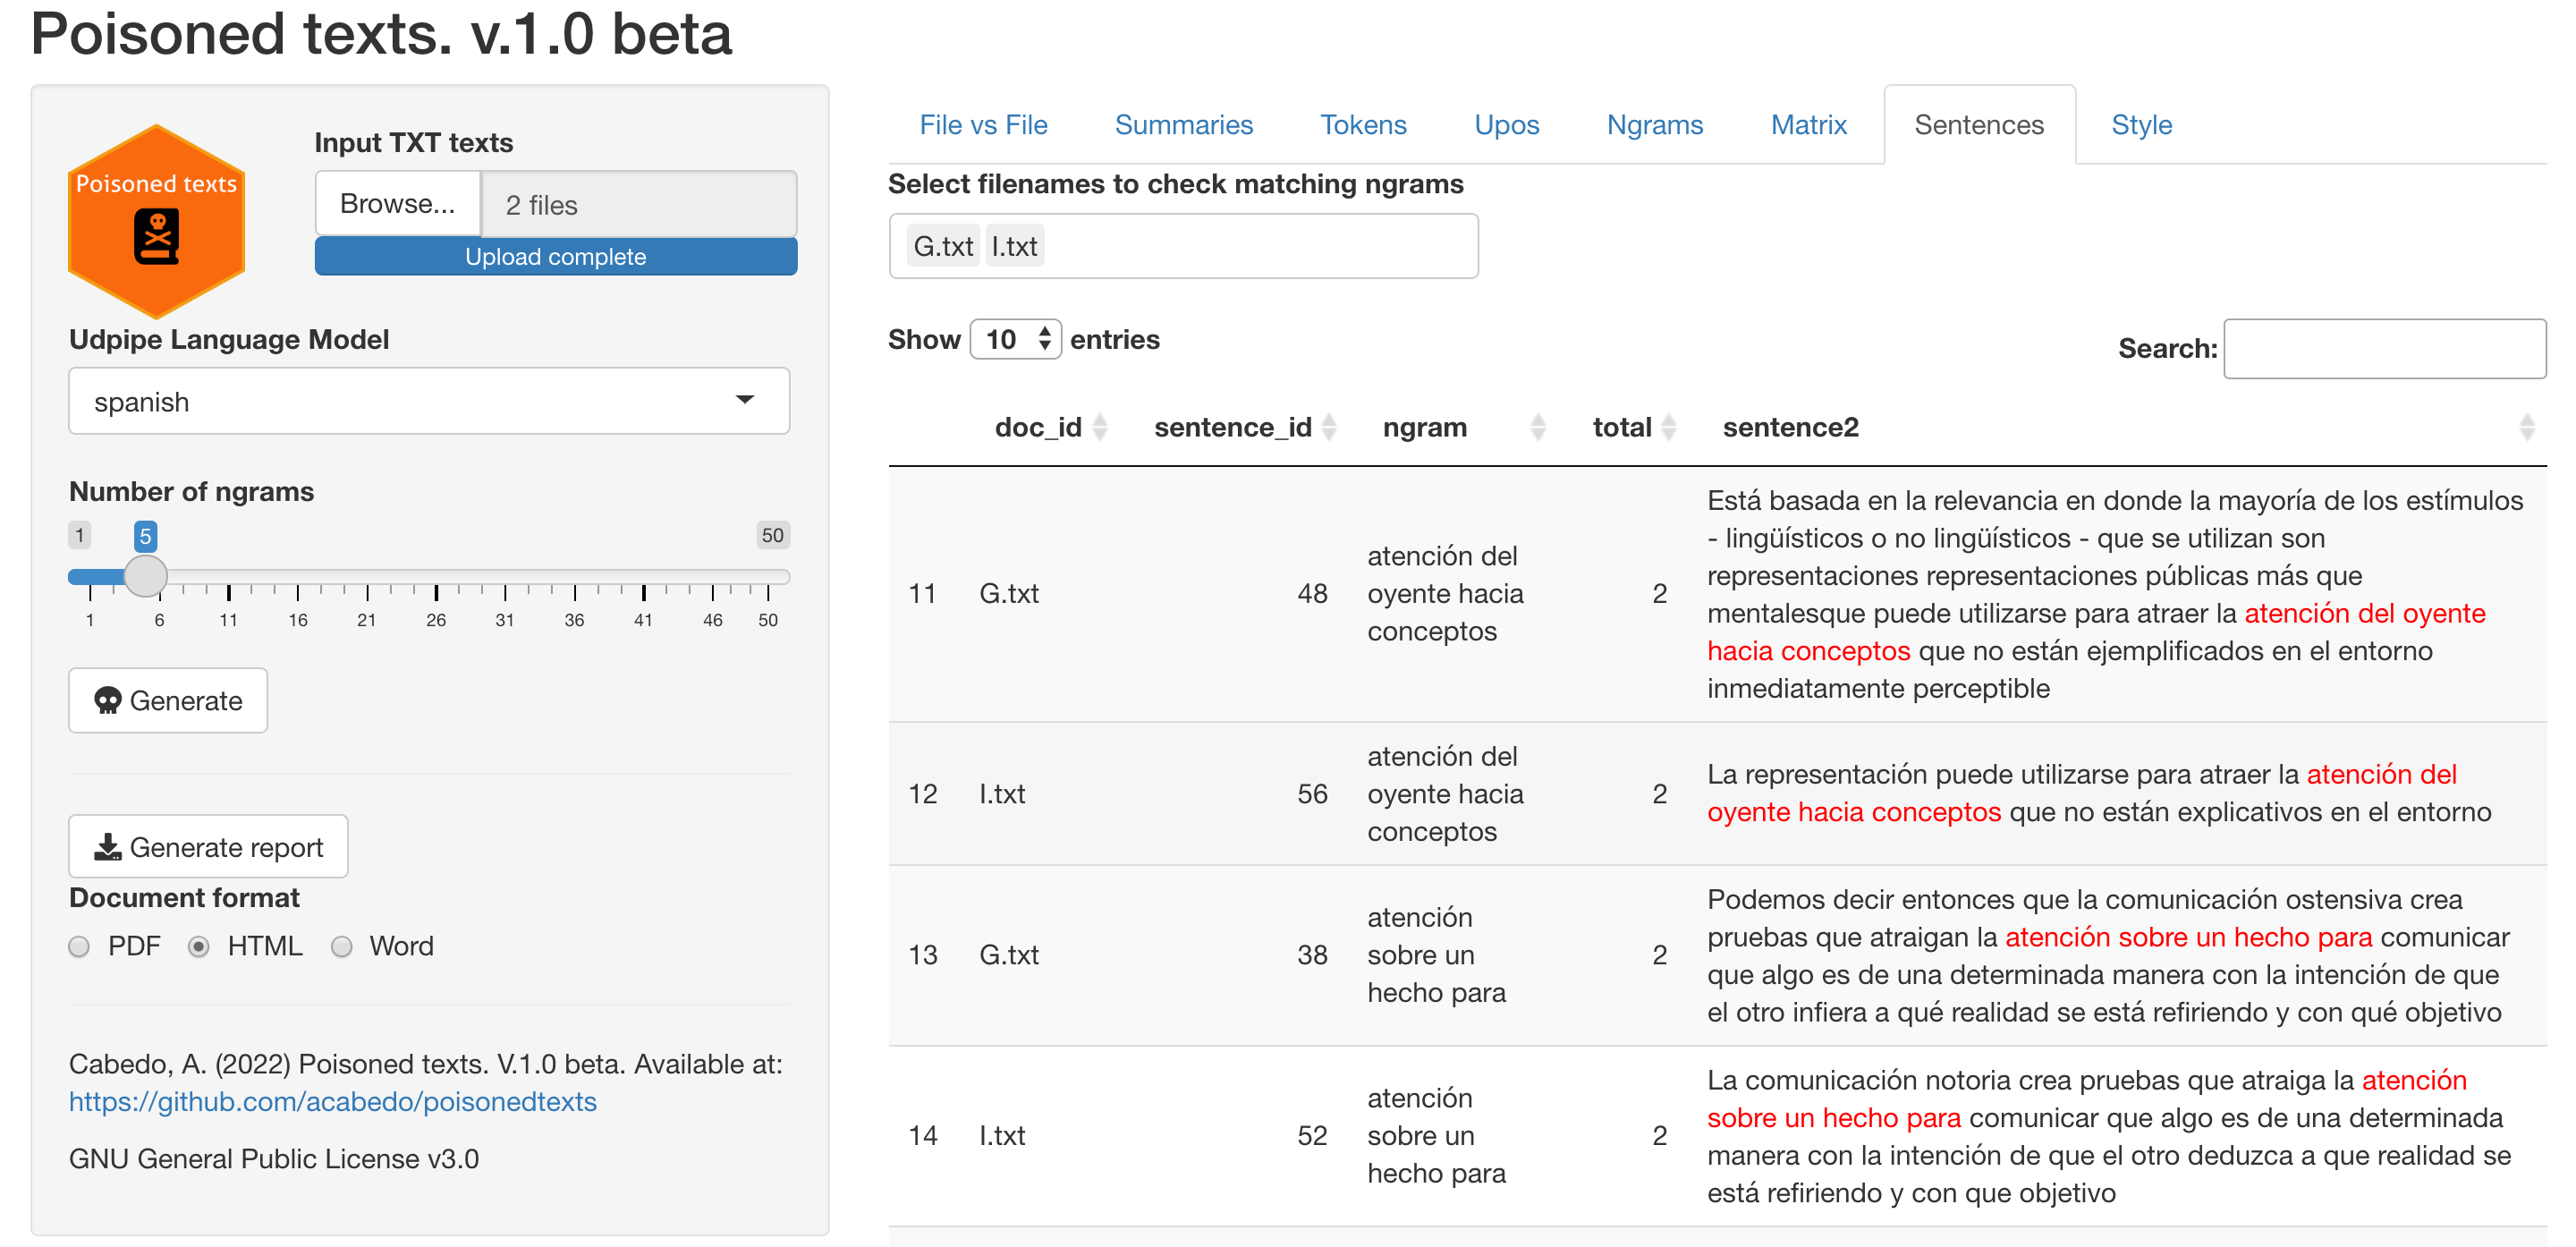 Poisoned texts. v.1.0 beta
Poisoned texts
Input TXT texts
Browse... 2 files
Upload complete
Udpipe Language Model
spanish
Number of ngrams
1 5 50
1 6 11 16 21 26 31 36 41 46 50
Generate
Generate report
Document format
PDF HTML Word
Cabedo, A. (2022) Poisoned texts. V.1.0 beta. Available at:
https://github.com/acabedo/poisonedtexts
GNU General Public License v3.0
File vs File Summaries Tokens Upos Ngrams Matrix Sentences Style
Select filenames to check matching ngrams
G.txt I.txt
Show 10 entries
Search:
doc_id sentence_id ngram total sentence2
11 G.txt 48
atención del
oyente hacia
conceptos
2
Está basada en la relevancia en donde la mayoría de los estímulos
- lingüísticos o no lingüísticos - que se utilizan son
representaciones representaciones públicas más que
mentalesque puede utilizarse para atraer la atención del oyente
hacia conceptos que no están ejemplificados en el entorno
inmediatamente perceptible
12 I.txt 56
atención del
oyente hacia
conceptos
2
La representación puede utilizarse para atraer la atención del
oyente hacia conceptos que no están explicativos en el entorno
13 G.txt 38
atención
sobre un
hecho para
2
Podemos decir entonces que la comunicación ostensiva crea
pruebas que atraigan la atención sobre un hecho para comunicar
que algo es de una determinada manera con la intención de que
el otro infiera a qué realidad se está refiriendo y con qué objetivo
14 I.txt 52
atención
sobre un
hecho para
2
La comunicación notoria crea pruebas que atraiga la atención
sobre un hecho para comunicar que algo es de una determinada
manera con la intención de que el otro deduzca a que realidad se
está refiriendo y con que objetivo